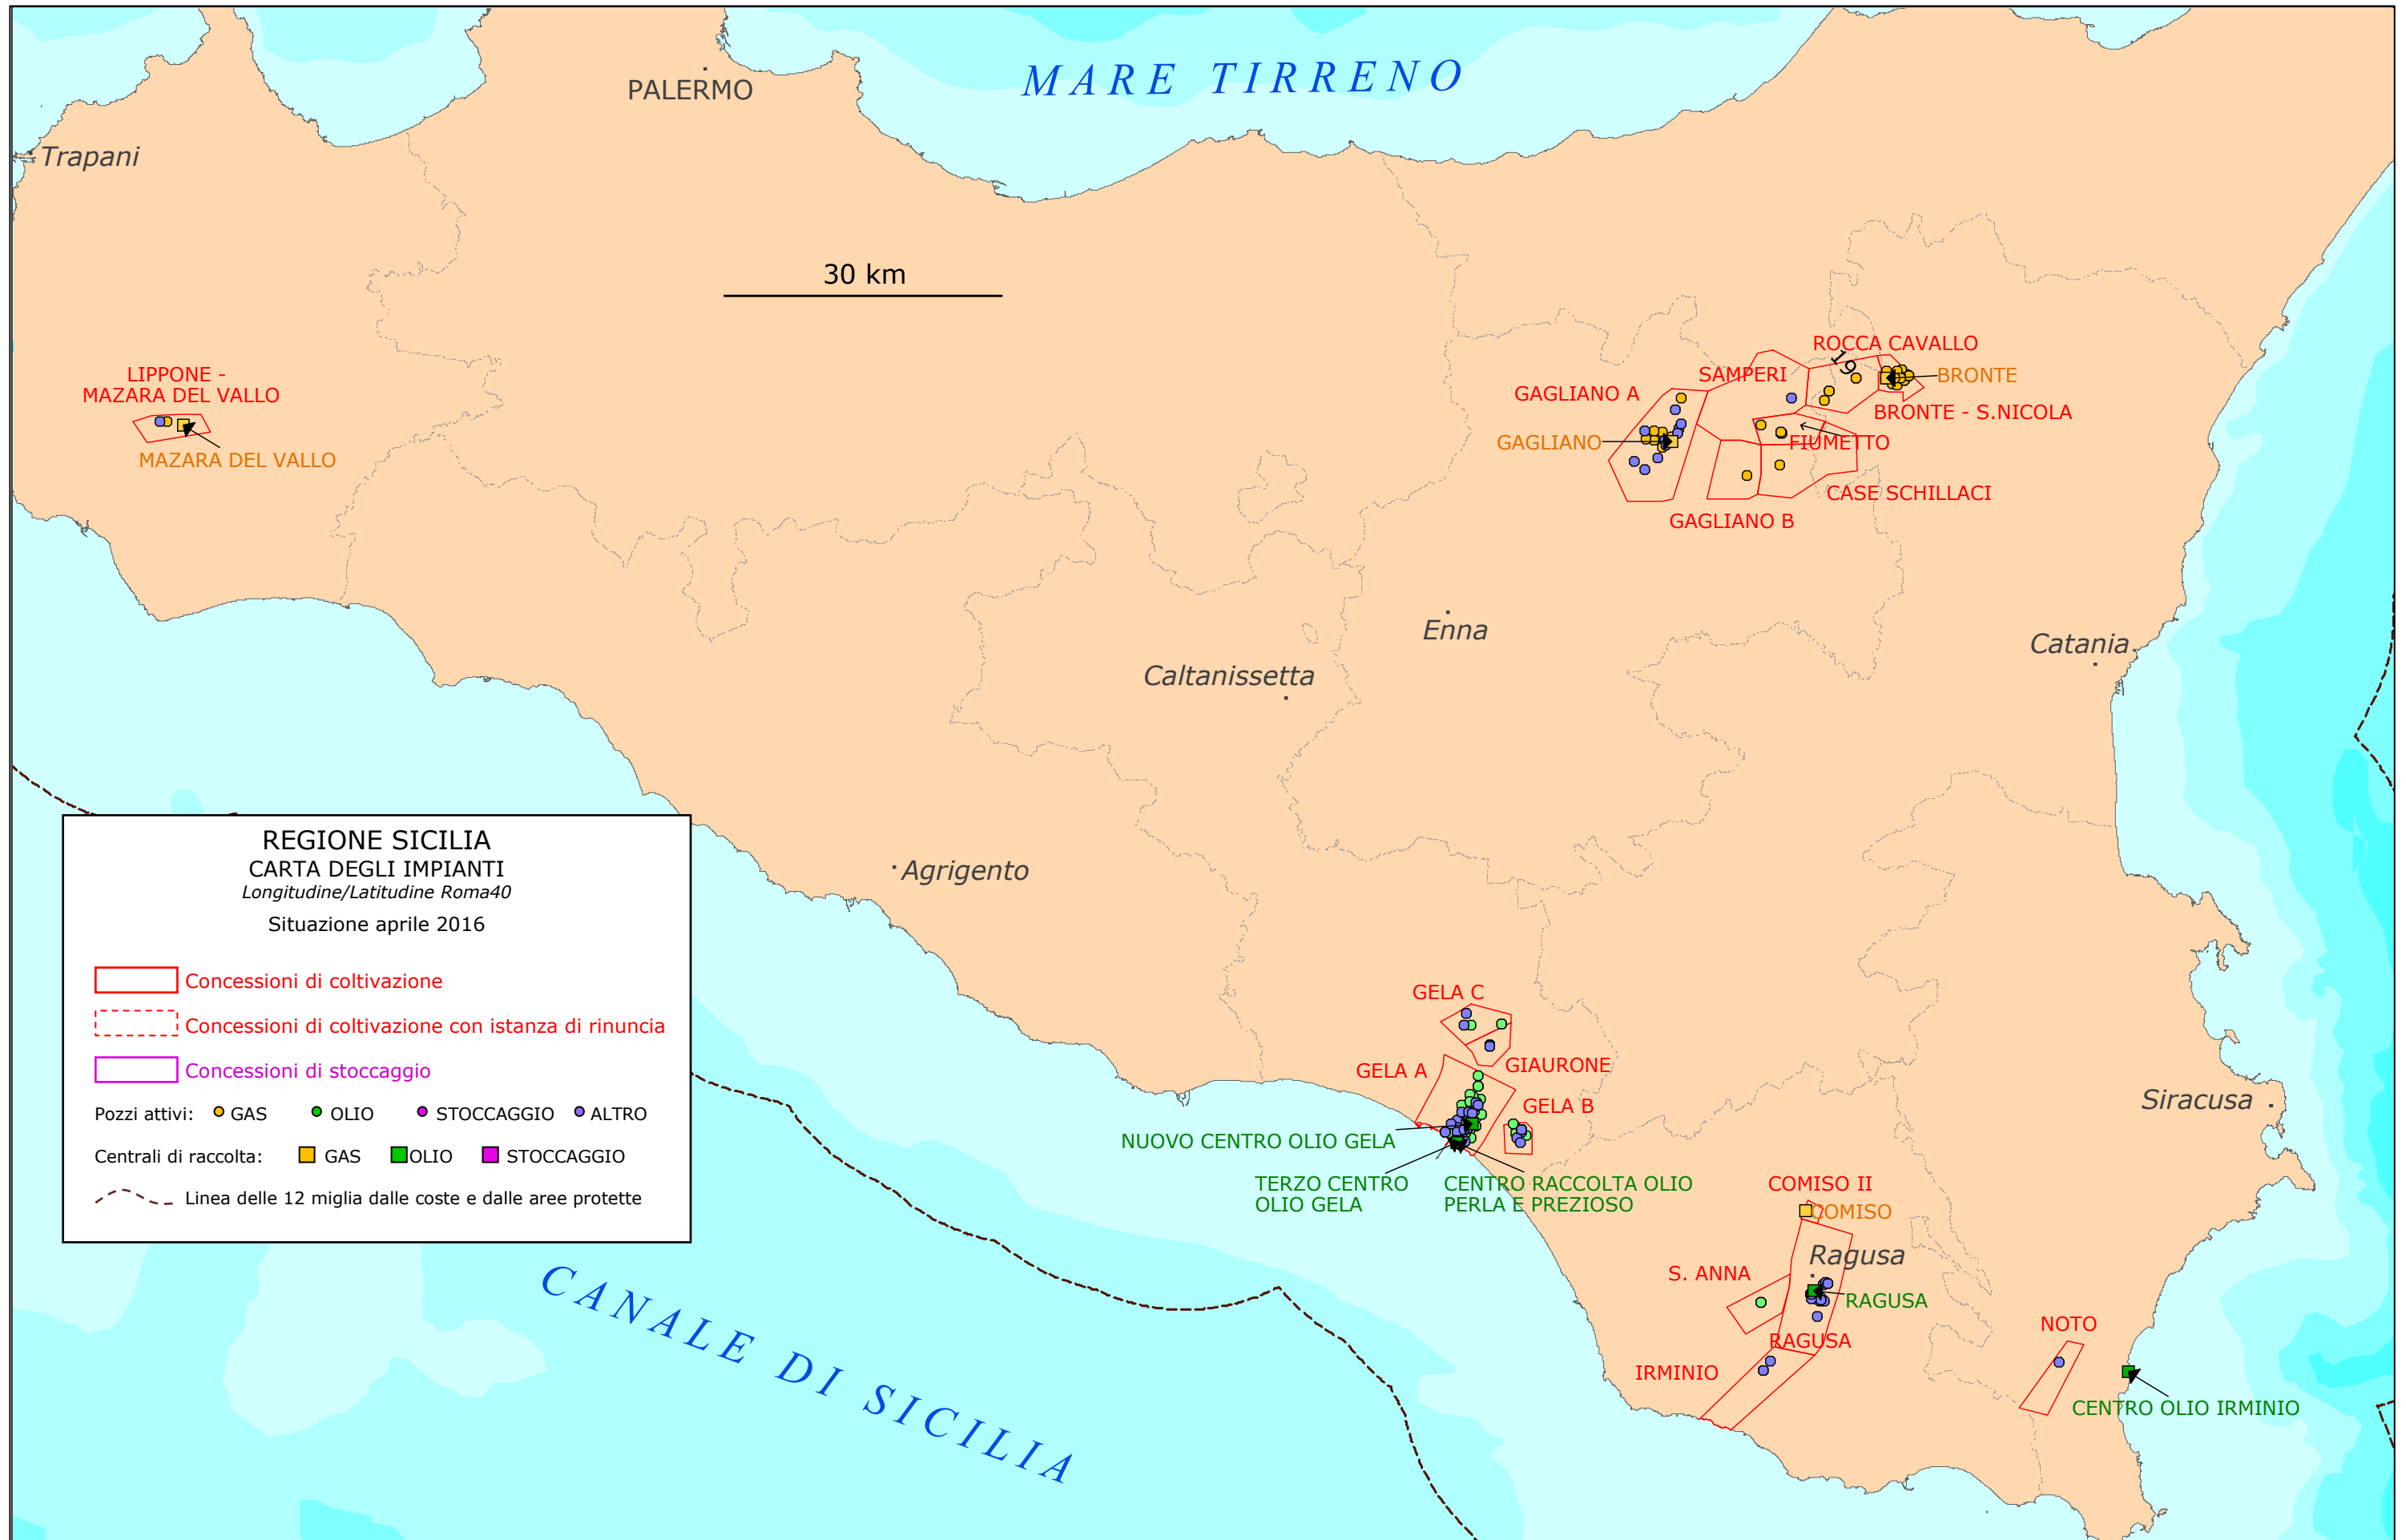 MARE TIRRENO
PALERMO
Trapani
30 km
LIPPONE -
MAZARA DEL VALLO
MAZARA DEL VALLO
ROCCA CAVALLO
19
SAMPERI
BRONTE
GAGLIANO A
BRONTE - S.NICOLA
GAGLIANO
FIUMETTO
CASE SCHILLACI
GAGLIANO B
Enna
Catania
Caltanissetta
Agrigento
REGIONE SICILIA
CARTA DEGLI IMPIANTI
Longitudine/Latitudine Roma40
Situazione aprile 2016
Concessioni di coltivazione
Concessioni di coltivazione con istanza di rinuncia
Concessioni di stoccaggio
Pozzi attivi: GAS OLIO STOCCAGGIO ALTRO
Centrali di raccolta: GAS OLIO STOCCAGGIO
Linea delle 12 miglia dalle coste e dalle aree protette
GELA C
GIAURONE
GELA A
GELA B
NUOVO CENTRO OLIO GELA
TERZO CENTRO
OLIO GELA
CENTRO RACCOLTA OLIO
PERLA E PREZIOSO
Siracusa
COMISO II
COMISO
Ragusa
S. ANNA
RAGUSA
RAGUSA
IRMINIO
NOTO
CENTRO OLIO IRMINIO
CANALE DI SICILIA